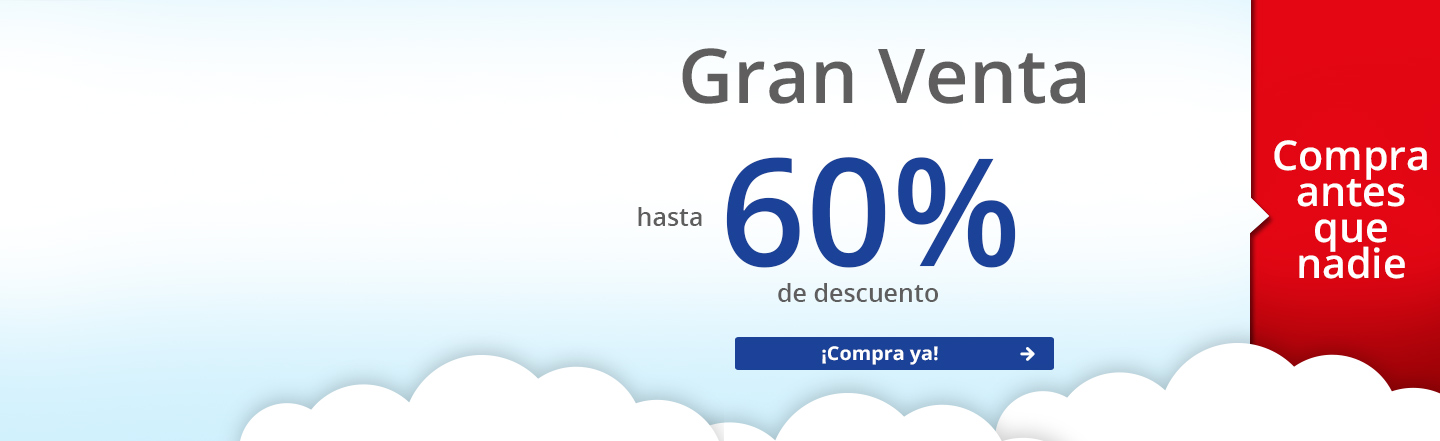 Gran Venta
hasta
60%
de descuento
¡Compra ya!
Compra
antes
que
nadie